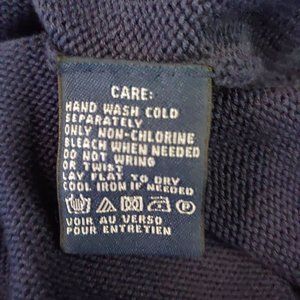 CARE:
HAND WASH COLD
SEPARATELY
ONLY NON-CHLORINE
BLEACH WHEN NEEDED
DO NOT WRING
OR TWIST
LAY FLAT TO DRY
COOL IRON IF NEEDED
VOIR AU VERSO
POUR ENTRETIEN